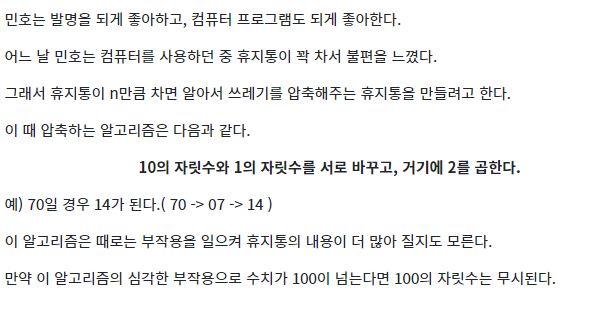 민호는 발명을 되게 좋아하고, 컴퓨터 프로그램도 되게 좋아한다.
어느 날 민호는 컴퓨터를 사용하던 중 휴지통이 꽉 차서 불편을 느꼈다.
그래서 휴지통이 n만큼 차면 알아서 쓰레기를 압축해주는 휴지통을 만들려고 한다.
이 때 압축하는 알고리즘은 다음과 같다.
10의 자릿수와 1의 자릿수를 서로 바꾸고, 거기에 2를 곱한다.
예) 70일 경우 14가 된다.( 70 -> 07 -> 14 )
이 알고리즘은 때로는 부작용을 일으켜 휴지통의 내용이 더 많아 질지도 모른다.
만약 이 알고리즘의 심각한 부작용으로 수치가 100이 넘는다면 100의 자릿수는 무시된다.